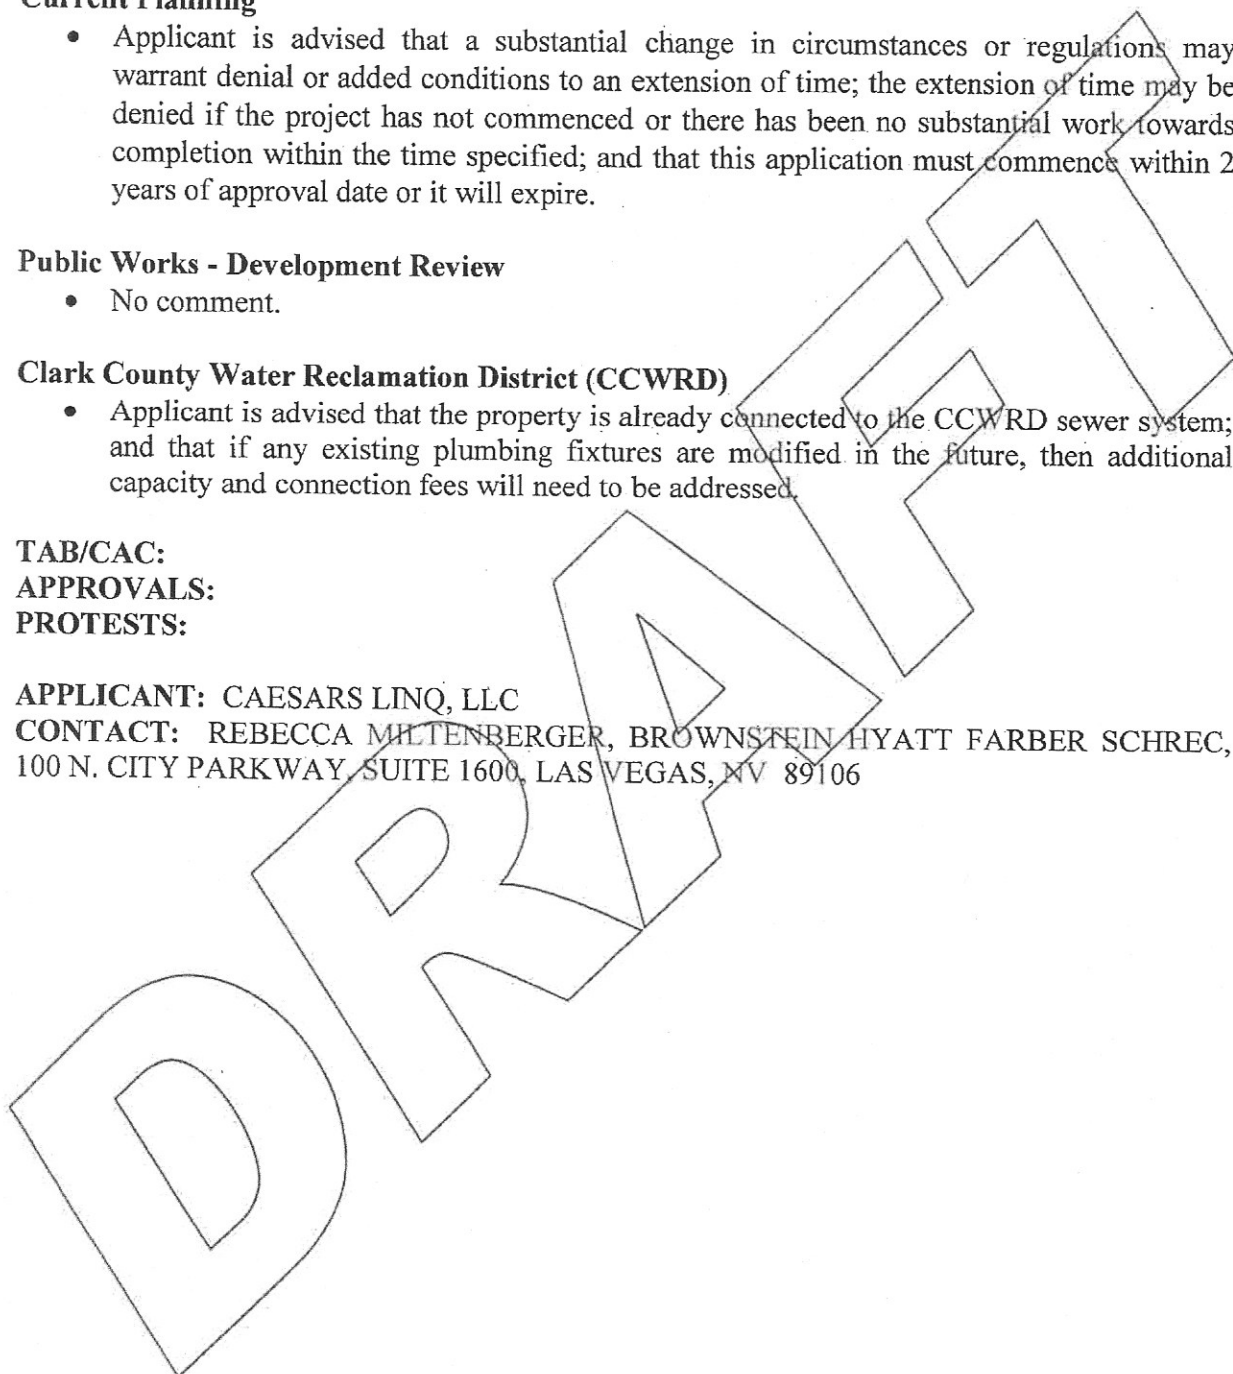 Current Planning
• Applicant is advised that a substantial change in circumstances or regulations may
warrant denial or added conditions to an extension of time; the extension of time may be
denied if the project has not commenced or there has been no substantial work towards
completion within the time specified; and that this application must commence within 2
years of approval date or it will expire.
Public Works - Development Review
• No comment.
Clark County Water Reclamation District (CCWRD)
• Applicant is advised that the property is already connected to the CCWRD sewer system;
and that if any existing plumbing fixtures are modified in the future, then additional
capacity and connection fees will need to be addressed.
TAB/CAC:
APPROVALS:
PROTESTS:
APPLICANT: CAESARS LINQ, LLC
CONTACT: REBECCA MILTENBERGER, BROWNSTEIN HYATT FARBER SCHREC,
100 N. CITY PARKWAY, SUITE 1600, LAS VEGAS, NV 89106
DRAFT